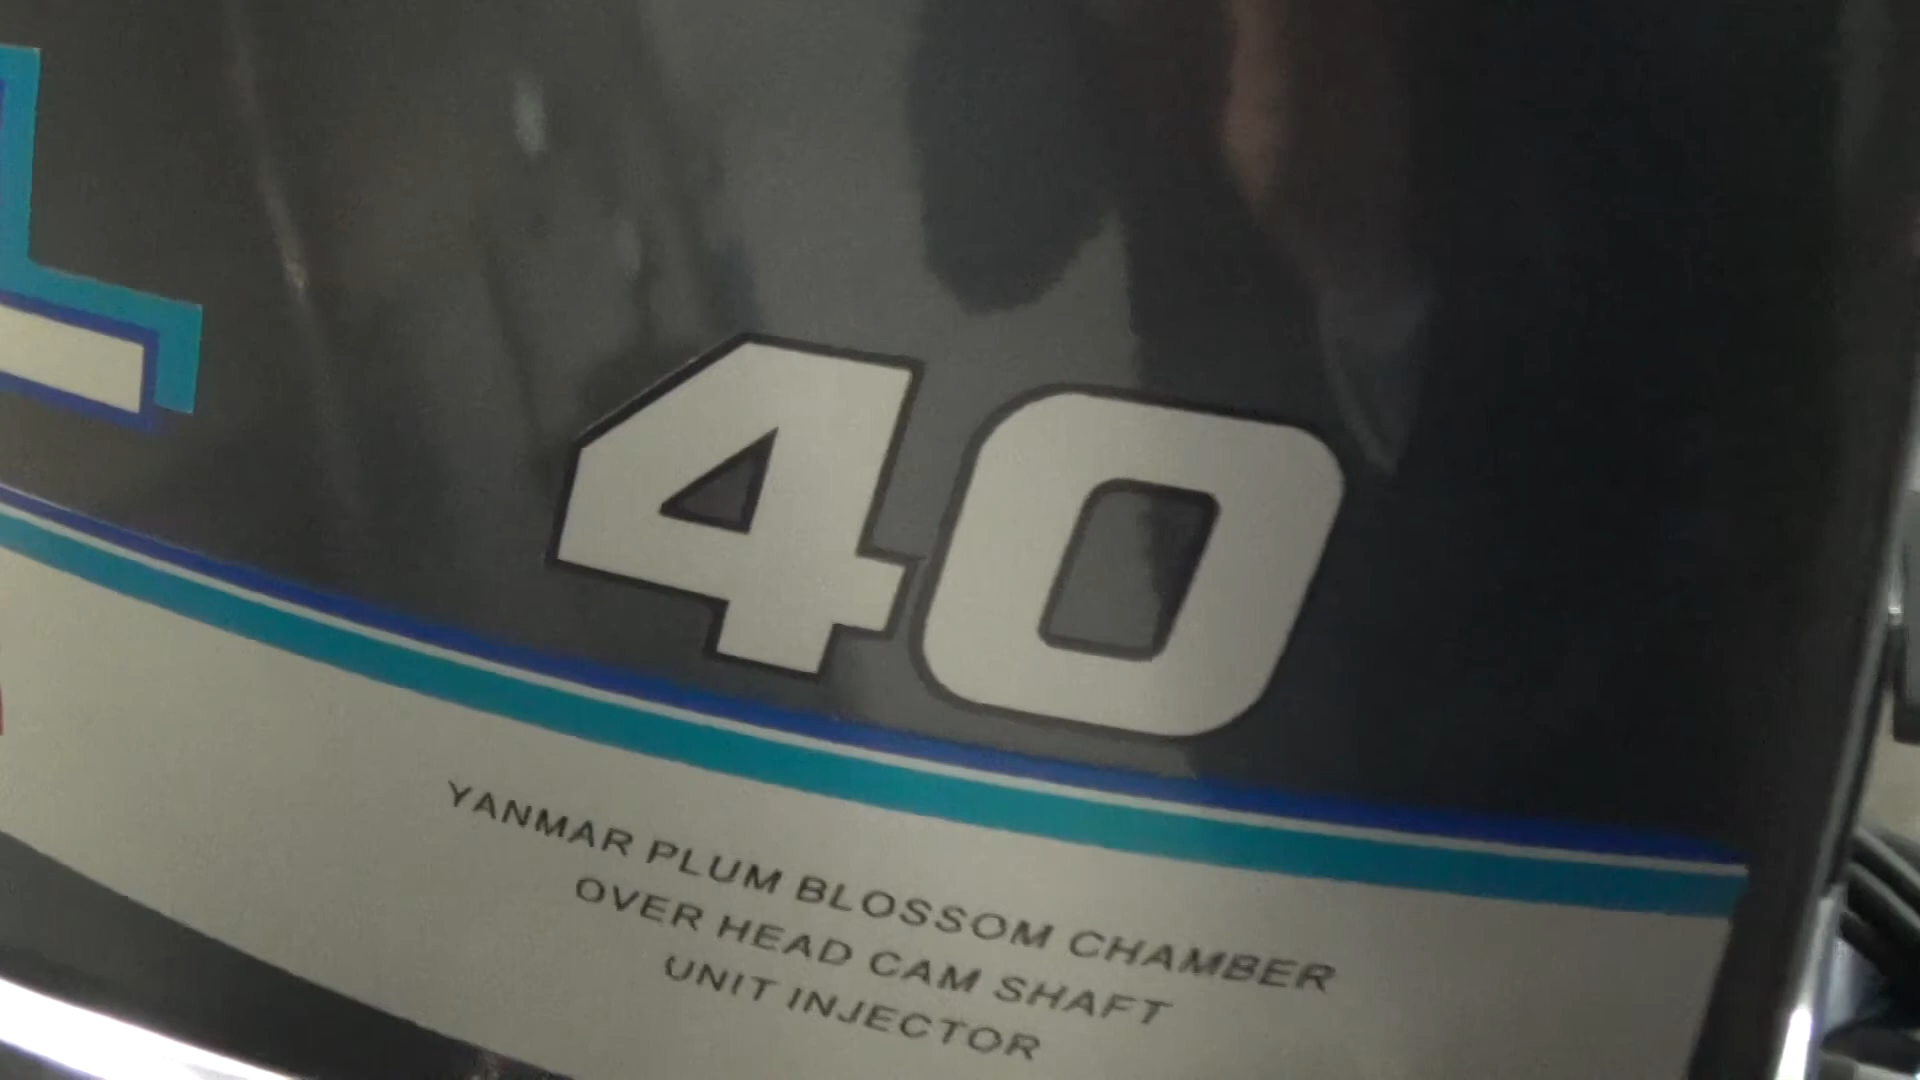 40
YANMAR PLUM BLOSSOM CHAMBER
OVER HEAD CAM SHAFT
UNIT INJECTOR